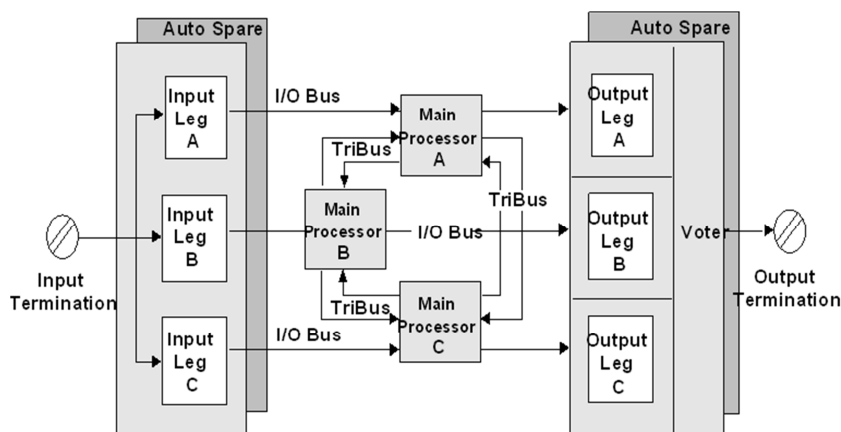 Auto Spare
Auto Spare
Input
Leg
A
I/O Bus
Main
Processor
A
Output
Leg
A
TriBus
TriBus
Input
Leg
B
Main
Processor
B
I/O Bus
Output
Leg
B
Voter
Input
Termination
Output
Termination
TriBus
Input
Leg
C
I/O Bus
Main
Processor
C
Output
Leg
C